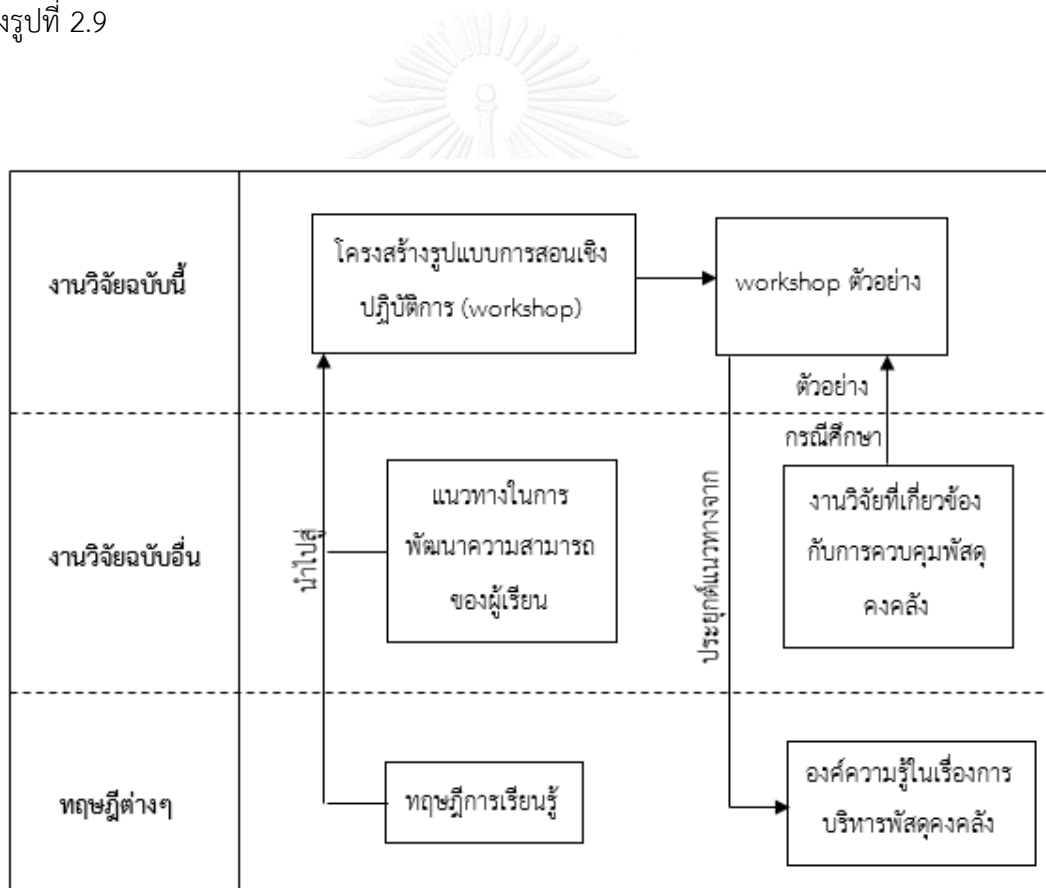 งรูปที่ 2.9
งานวิจัยฉบับนี้
โครงสร้างรูปแบบการสอนเชิง
ปฏิบัติการ (workshop)
workshop ตัวอย่าง
ตัวอย่าง
กรณีศึกษา
งานวิจัยฉบับอื่น
นำไปสู่
แนวทางในการ
พัฒนาความสามารถ
ของผู้เรียน
ประยุกต์แนวทางจาก
งานวิจัยที่เกี่ยวข้อง
กับการควบคุมพัสดุ
คงคลัง
ทฤษฎีต่างๆ
ทฤษฎีการเรียนรู้
องค์ความรู้ในเรื่องการ
บริหารพัสดุคงคลัง